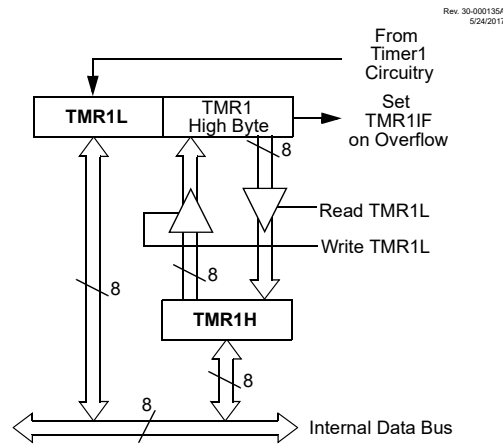 Rev. 30-000135A
5/24/2017
From
Timer1
Circuitry
TMR1L
TMR1
High Byte
Set
TMR1IF
on Overflow
8
Read TMR1L
Write TMR1L
8
8
TMR1H
8
8
Internal Data Bus